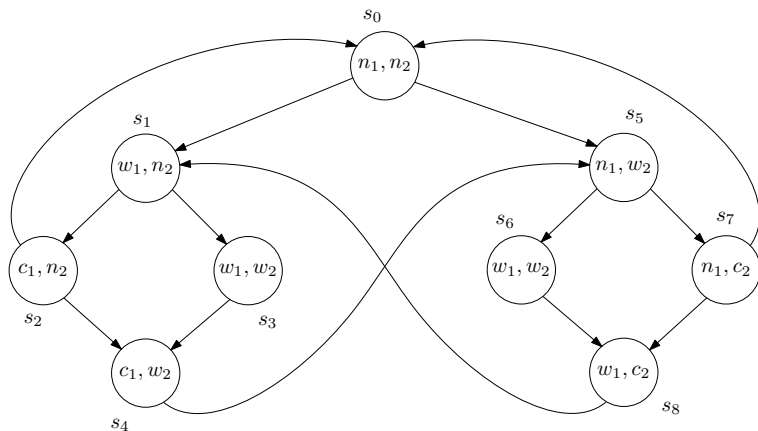 s₀
n₁, n₂
s₁
s₅
w₁, n₂
n₁, w₂
s₆
s₇
c₁, n₂
w₁, w₂
w₁, w₂
n₁, c₂
s₂
s₃
c₁, w₂
w₁, c₂
s₄
s₈